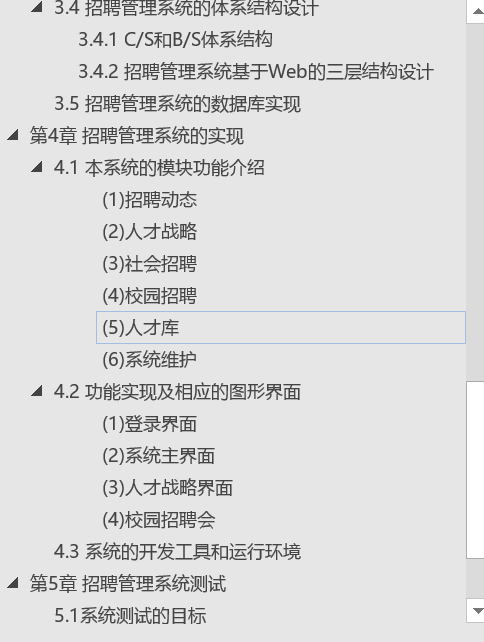 3.4 招聘管理系统的体系结构设计
3.4.1 C/S和B/S体系结构
3.4.2 招聘管理系统基于Web的三层结构设计
3.5 招聘管理系统的数据库实现
第4章 招聘管理系统的实现
4.1 本系统的模块功能介绍
(1)招聘动态
(2)人才战略
(3)社会招聘
(4)校园招聘
(5)人才库
(6)系统维护
4.2 功能实现及相应的图形界面
(1)登录界面
(2)系统主界面
(3)人才战略界面
(4)校园招聘会
4.3 系统的开发工具和运行环境
第5章 招聘管理系统测试
5.1系统测试的目标